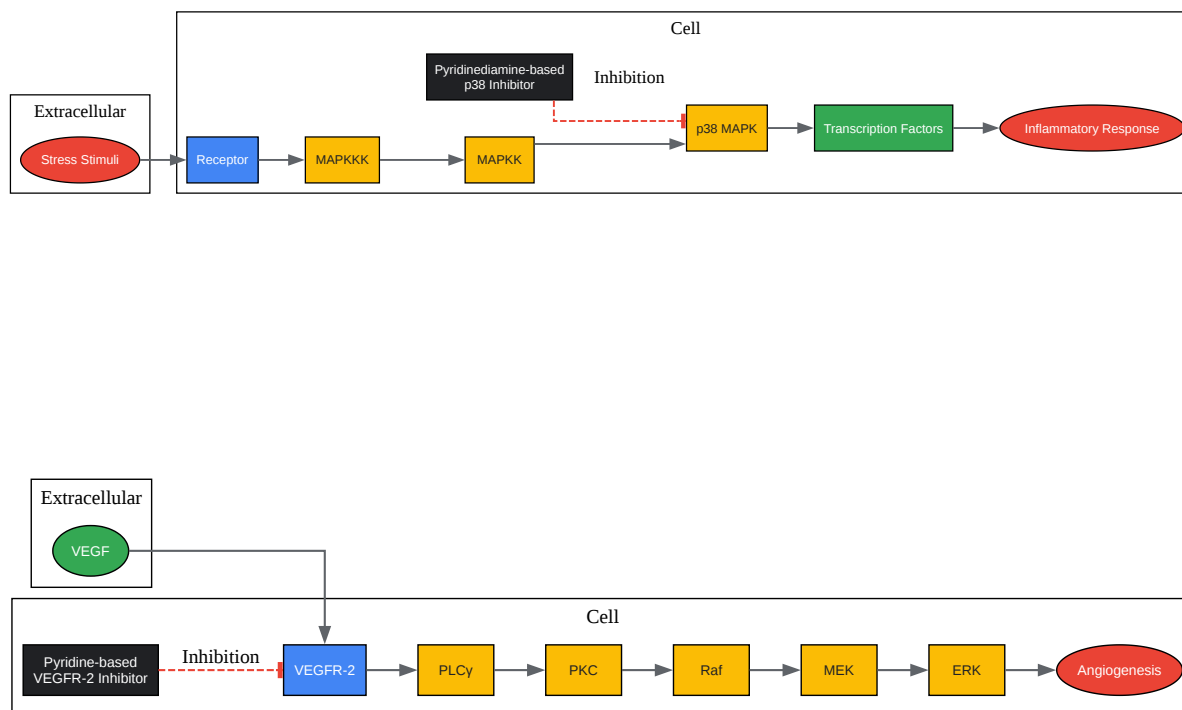 Cell
Pyridinediamine-based
p38 Inhibitor
Inhibition
Extracellular
Stress Stimuli
Receptor
MAPKKK
MAPKK
p38 MAPK
Transcription Factors
Inflammatory Response
Extracellular
VEGF
Cell
Pyridine-based
VEGFR-2 Inhibitor
Inhibition
VEGFR-2
PLCγ
PKC
Raf
MEK
ERK
Angiogenesis